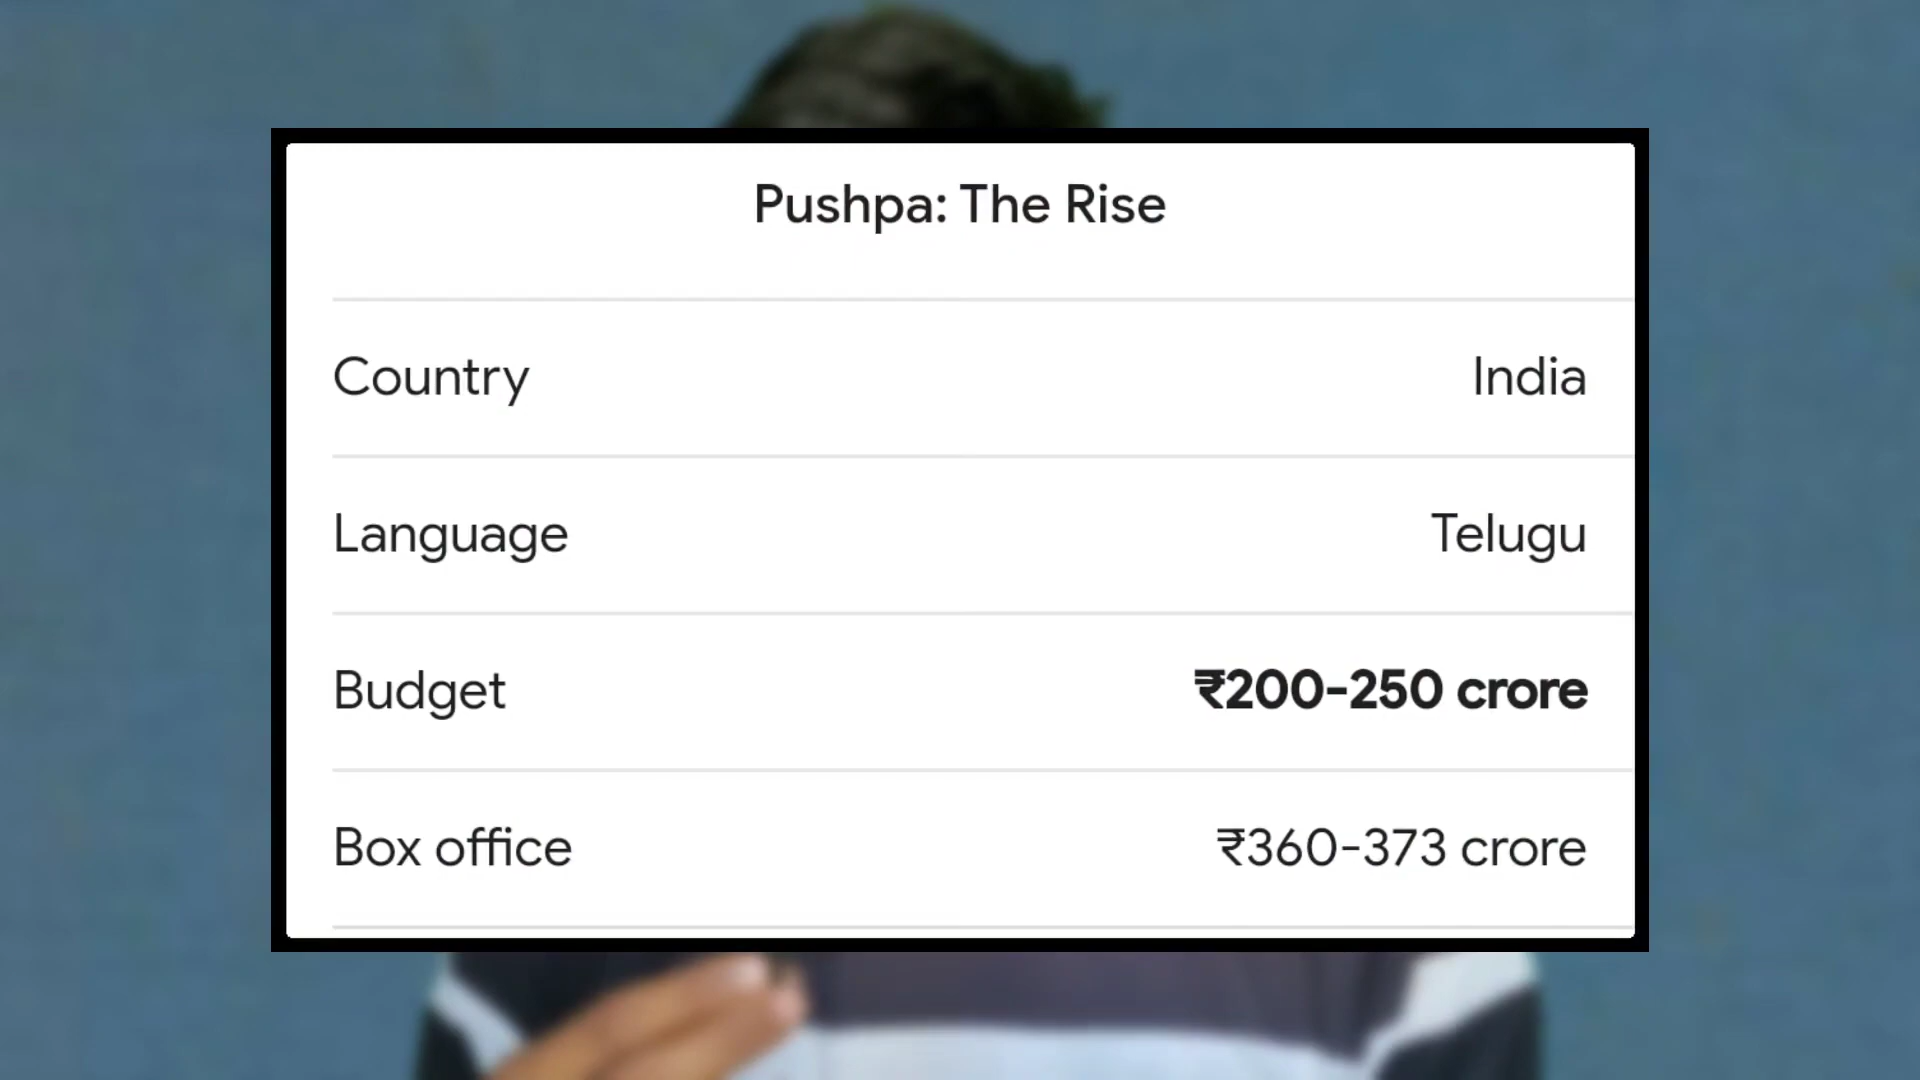 Pushpa: The Rise
Country India
Language Telugu
Budget ₹200-250 crore
Box office ₹360-373 crore